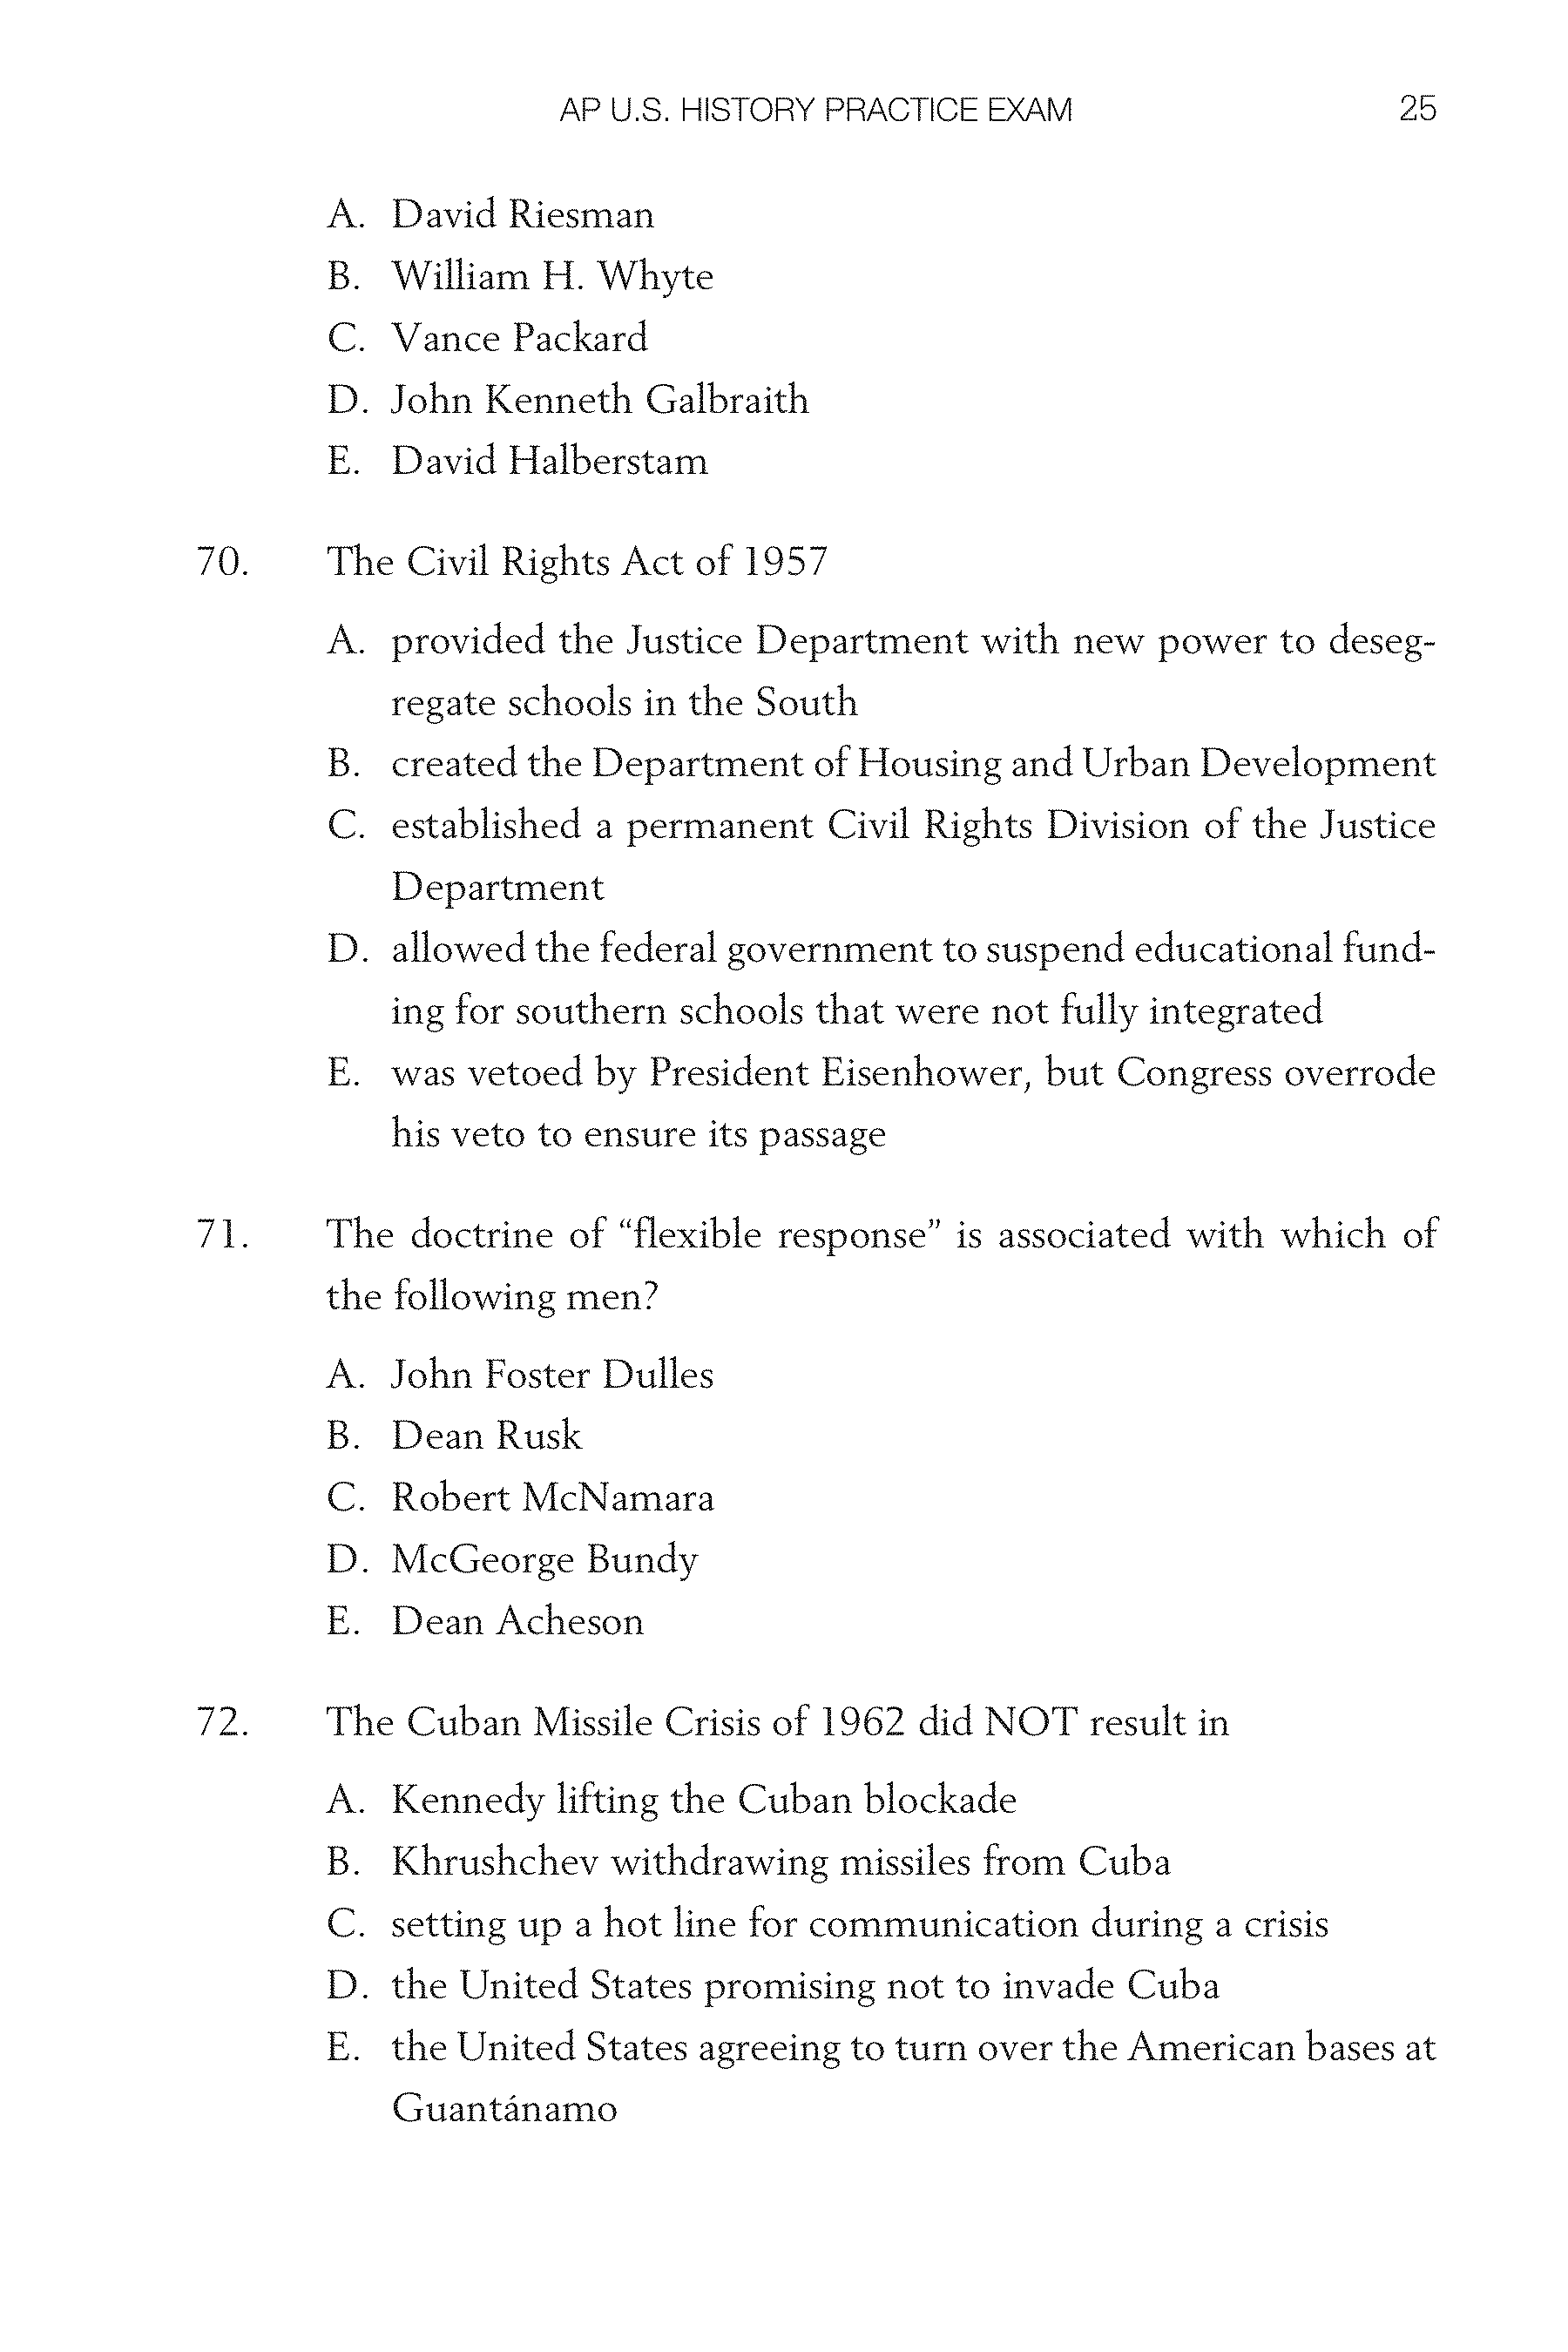 AP U.S. HISTORY PRACTICE EXAM 25
A. David Riesman
B. William H. Whyte
C. Vance Packard
D. John Kenneth Galbraith
E. David Halberstam
70. The Civil Rights Act of 1957
A. provided the Justice Department with new power to deseg-
regate schools in the South
B. created the Department of Housing and Urban Development
C. established a permanent Civil Rights Division of the Justice
Department
D. allowed the federal government to suspend educational fund-
ing for southern schools that were not fully integrated
E. was vetoed by President Eisenhower, but Congress overrode
his veto to ensure its passage
71. The doctrine of “flexible response” is associated with which of
the following men?
A. John Foster Dulles
B. Dean Rusk
C. Robert McNamara
D. McGeorge Bundy
E. Dean Acheson
72. The Cuban Missile Crisis of 1962 did NOT result in
A. Kennedy lifting the Cuban blockade
B. Khrushchev withdrawing missiles from Cuba
C. setting up a hot line for communication during a crisis
D. the United States promising not to invade Cuba
E. the United States agreeing to turn over the American bases at
Guantánamo